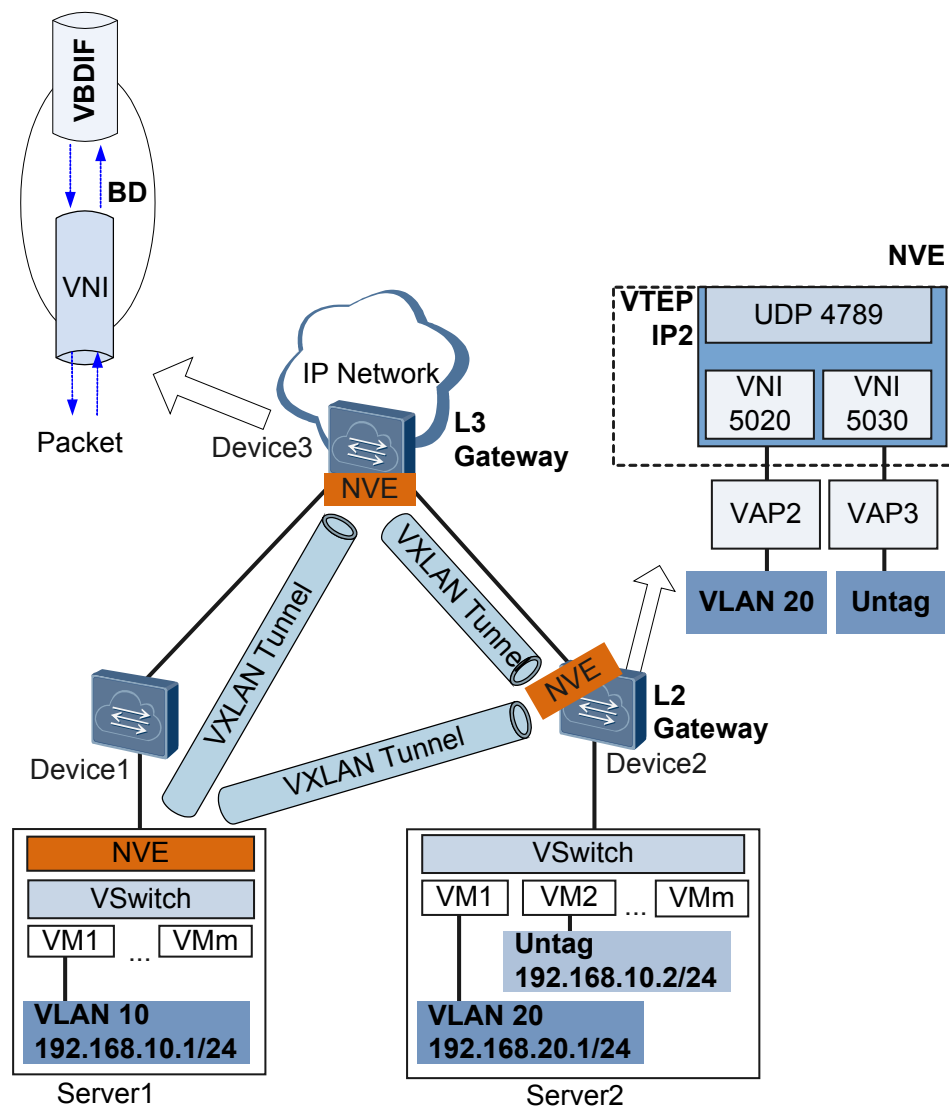 VBDIF
BD
VNI
Packet
NVE
VTEP
IP2
UDP 4789
VNI
5020
VNI
5030
VAP2
VAP3
VLAN 20
Untag
IP Network
Device3
L3
Gateway
NVE
VXLAN Tunnel
VXLAN Tunnel
VXLAN Tunnel
NVE
L2
Gateway
Device1
Device2
NVE
VSwitch
VM1
...
VMm
VLAN 10
192.168.10.1/24
Server1
VSwitch
VM1
VM2
...
VMm
Untag
192.168.10.2/24
VLAN 20
192.168.20.1/24
Server2